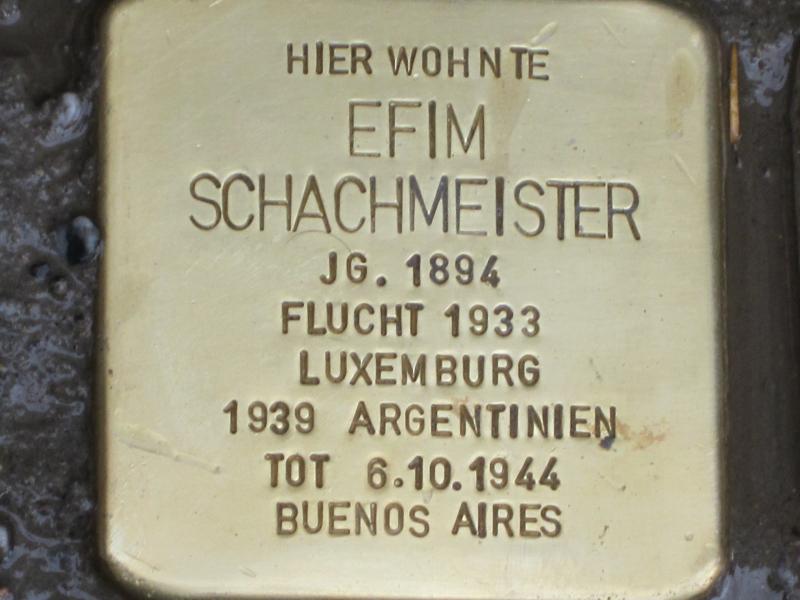 HIER WOHNTE
EFIM
SCHACHMEISTER
JG. 1894
FLUCHT 1933
LUXEMBURG
1939 ARGENTINIEN
TOT 6.10.1944
BUENOS AIRES